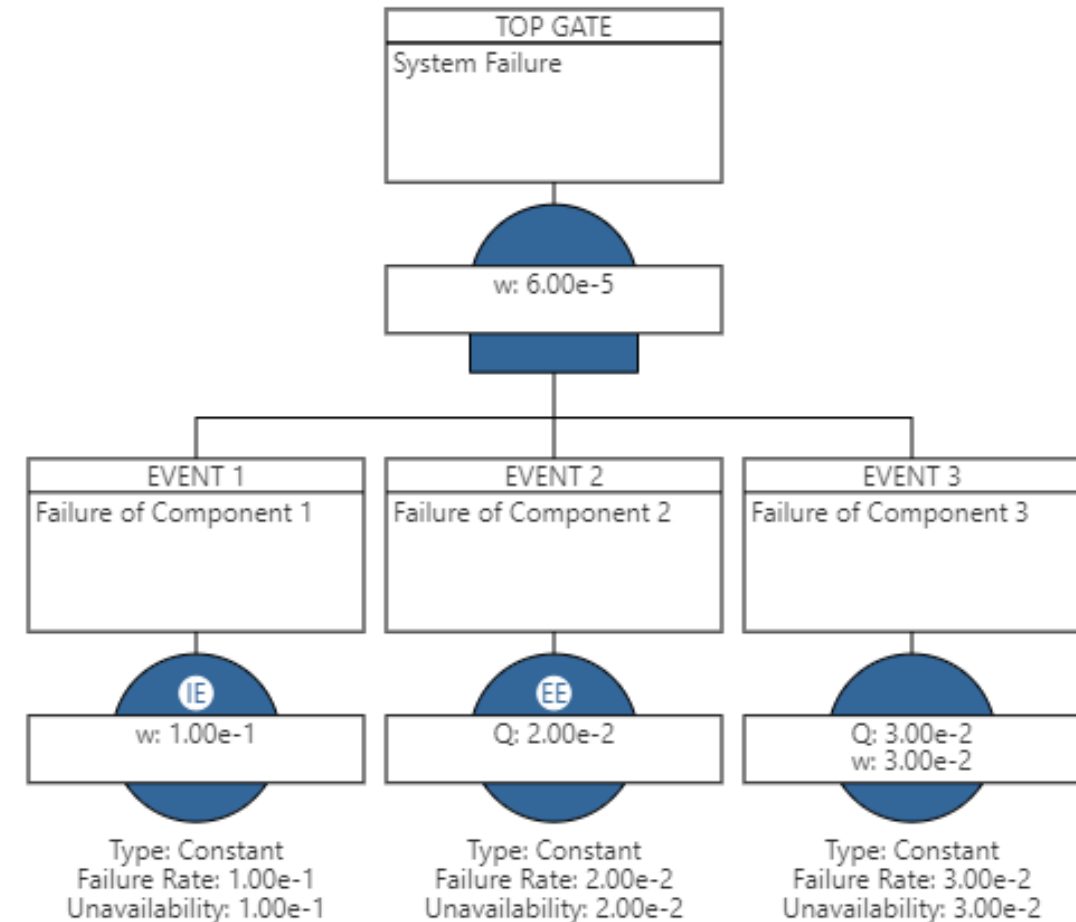 TOP GATE
System Failure
w: 6.00e-5
EVENT 1
Failure of Component 1
IE
w: 1.00e-1
Type: Constant
Failure Rate: 1.00e-1
Unavailability: 1.00e-1
EVENT 2
Failure of Component 2
EE
Q: 2.00e-2
Type: Constant
Failure Rate: 2.00e-2
Unavailability: 2.00e-2
EVENT 3
Failure of Component 3
Q: 3.00e-2
w: 3.00e-2
Type: Constant
Failure Rate: 3.00e-2
Unavailability: 3.00e-2